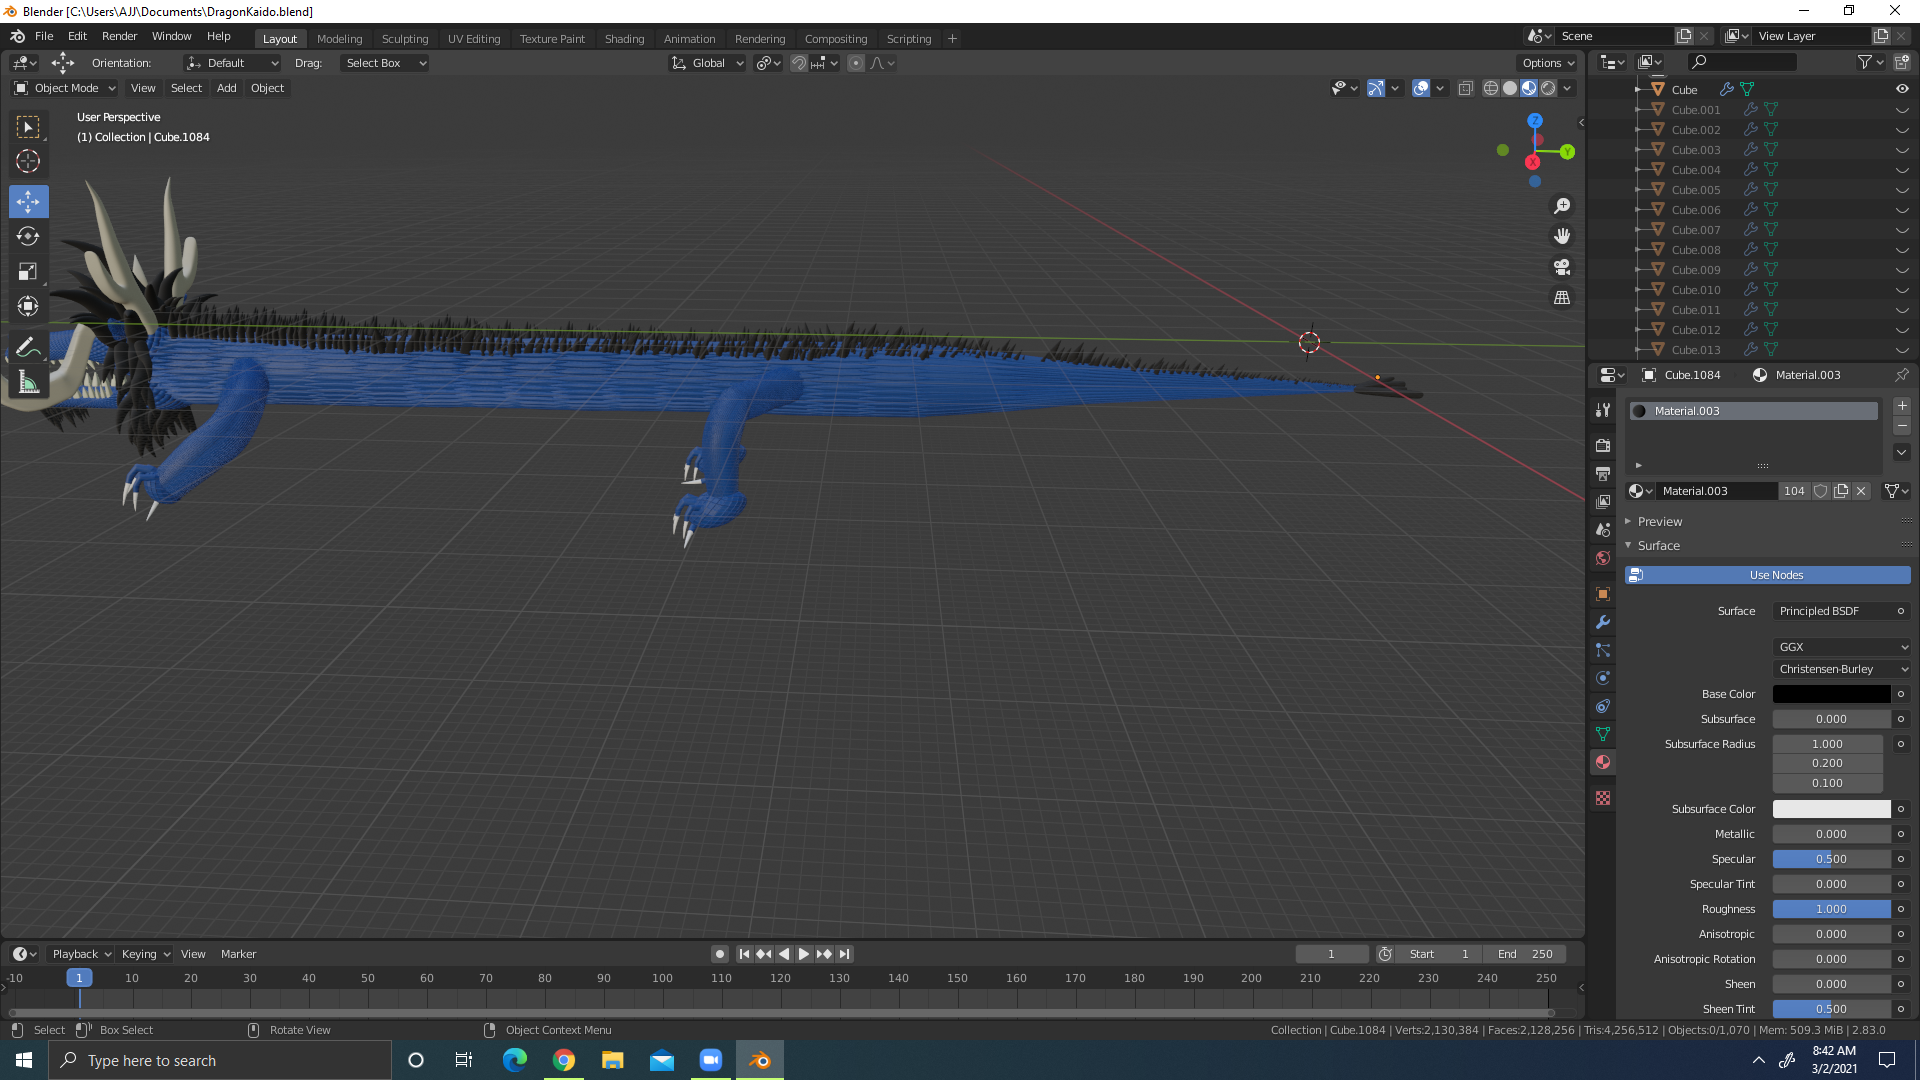 Blender [C:\Users\AJJ\Documents\DragonKaido.blend]
File Edit Render Window Help Layout Modeling Sculpting UV Editing Texture Paint Shading Animation Rendering Compositing Scripting + Scene View Layer
Orientation: Default Drag: Select Box Global Options
Object Mode View Select Add Object
User Perspective
(1) Collection | Cube.1084
Z
Y
X
Cube
Cube.001
Cube.002
Cube.003
Cube.004
Cube.005
Cube.006
Cube.007
Cube.008
Cube.009
Cube.010
Cube.011
Cube.012
Cube.013
Cube.1084 Material.003
Material.003
Material.003 104
Preview
Surface
Use Nodes
Surface Principled BSDF
GGX
Christensen-Burley
Base Color
Subsurface 0.000
Subsurface Radius 1.000
0.200
0.100
Subsurface Color
Metallic 0.000
Specular 0.500
Specular Tint 0.000
Roughness 1.000
Anisotropic 0.000
Anisotropic Rotation 0.000
Sheen 0.000
Sheen Tint 0.500
Playback Keying View Marker 1 Start 1 End 250
-10 1 10 20 30 40 50 60 70 80 90 100 110 120 130 140 150 160 170 180 190 200 210 220 230 240 250
Select Box Select Rotate View Object Context Menu Collection | Cube.1084 | Verts:2,130,384 | Faces:2,128,256 | Tris:4,256,512 | Objects:0/1,070 | Mem: 509.3 MiB | 2.83.0
Type here to search
8:42 AM
3/2/2021